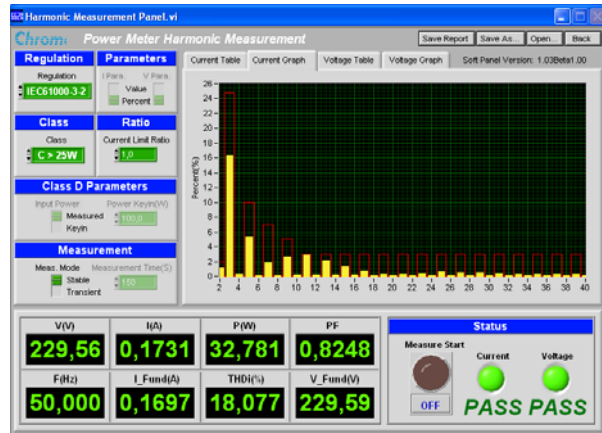 Harmonic Measurement Panel.vi
Chroma Power Meter Harmonic Measurement
Save Report Save As... Open... Back
Regulation Parameters
Current Table Current Graph Voltage Table Voltage Graph Soft Panel Version: 1.03Beta1.00
Regulation I Para. V Para.
IEC61000-3-2 Value
Percent
Class Ratio
Class Current Limit Ratio
C > 25W 1,0
Class D Parameters
Input Power Power Keyin(W)
Measured 100,0
Keyin
Measurement
Meas. Mode Measurement Time(S)
Stable 150
Transient
Percent(%)
26
22
20
18
16
14
12
10
8
6
4
2
0
2 4 6 8 10 12 14 16 18 20 22 24 26 28 30 32 34 36 38 40
V(V) I(A) P(W) PF
229,56 0,1731 32,781 0,8248
F(Hz) I_Fund(A) THDi(%) V_Fund(V)
50,000 0,1697 18,077 229,59
Status
Measure Start Current Voltage
OFF PASS PASS